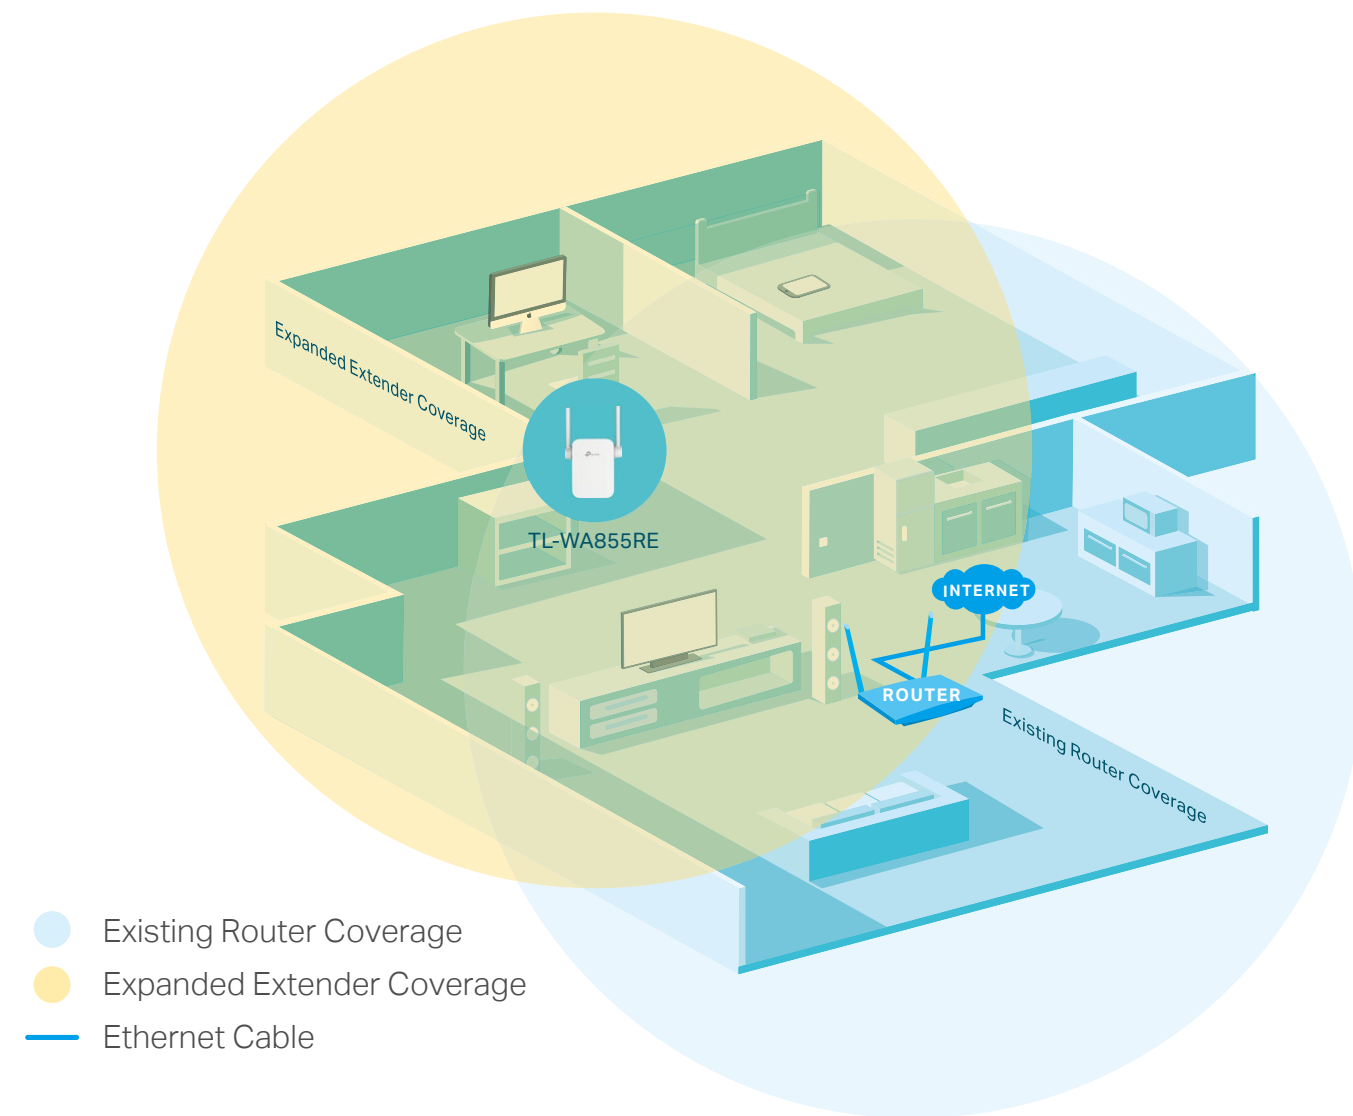 Expanded Extender Coverage
TL-WA855RE
INTERNET
ROUTER
Existing Router Coverage
Existing Router Coverage
Expanded Extender Coverage
Ethernet Cable